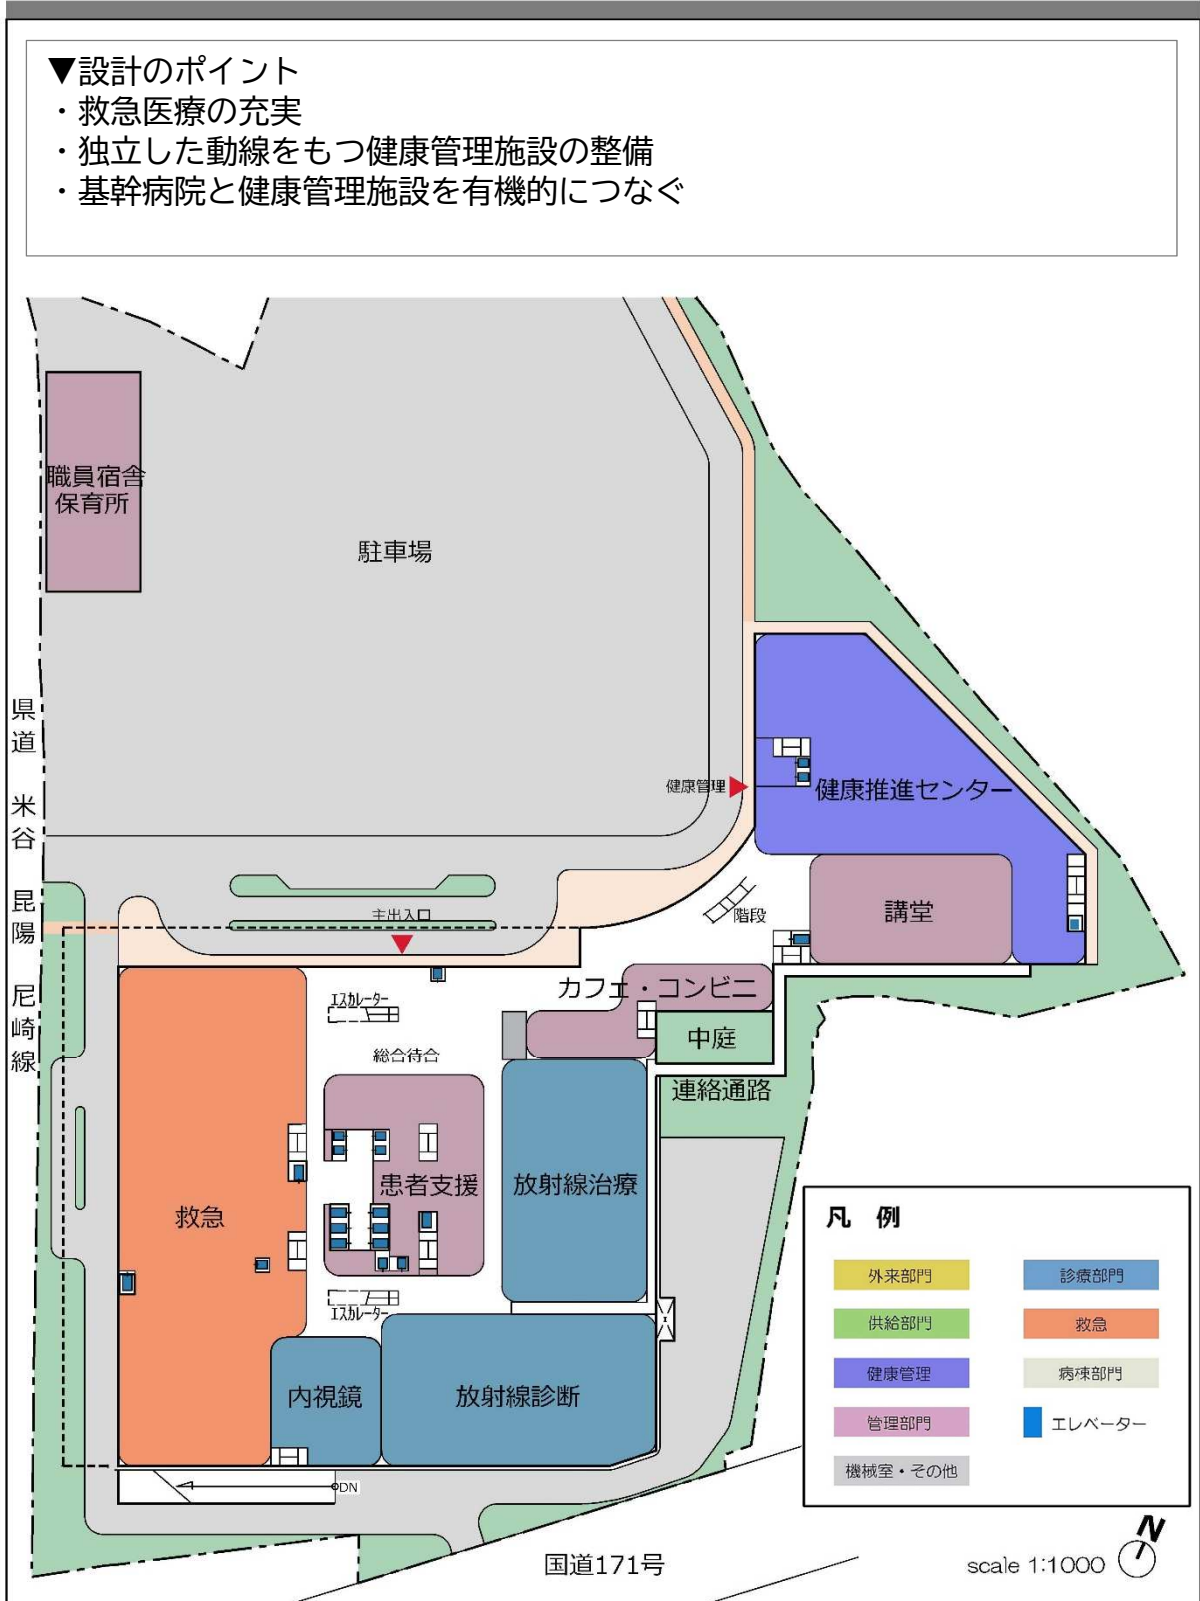 ▼設計のポイント
・救急医療の充実
・独立した動線をもつ健康管理施設の整備
・基幹病院と健康管理施設を有機的につなぐ
職員宿舎
保育所
駐車場
県道 米谷 昆陽 尼崎線
健康管理
健康推進センター
講堂
階段
主出入口
エスカレーター
カフェ・コンビニ
中庭
総合待合
連絡通路
患者支援
放射線治療
救急
エスカレーター
内視鏡
放射線診断
DN
国道171号
凡 例
外来部門
診療部門
供給部門
救急
健康管理
病棟部門
管理部門
エレベーター
機械室・その他
N
scale 1:1000